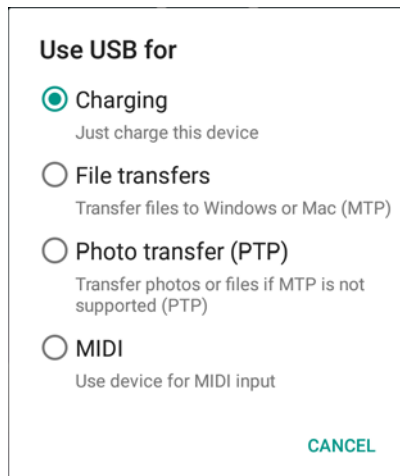 Use USB for
Charging
Just charge this device
File transfers
Transfer files to Windows or Mac (MTP)
Photo transfer (PTP)
Transfer photos or files if MTP is not
supported (PTP)
MIDI
Use device for MIDI input
CANCEL